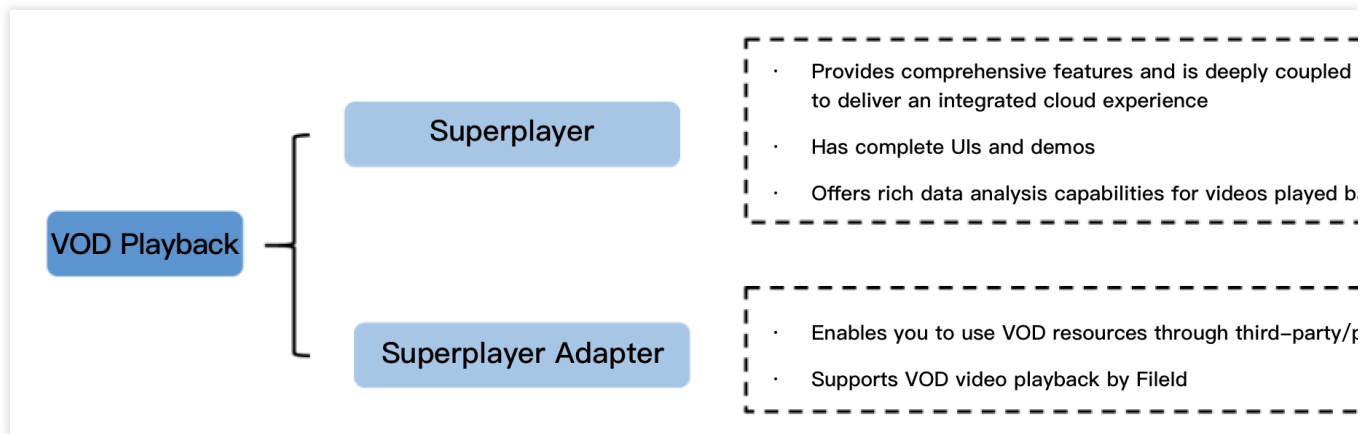 VOD Playback
Superplayer
· Provides comprehensive features and is deeply coupled
to deliver an integrated cloud experience
· Has complete UIs and demos
· Offers rich data analysis capabilities for videos played
Superplayer Adapter
· Enables you to use VOD resources through third-party/
· Supports VOD video playback by FileId